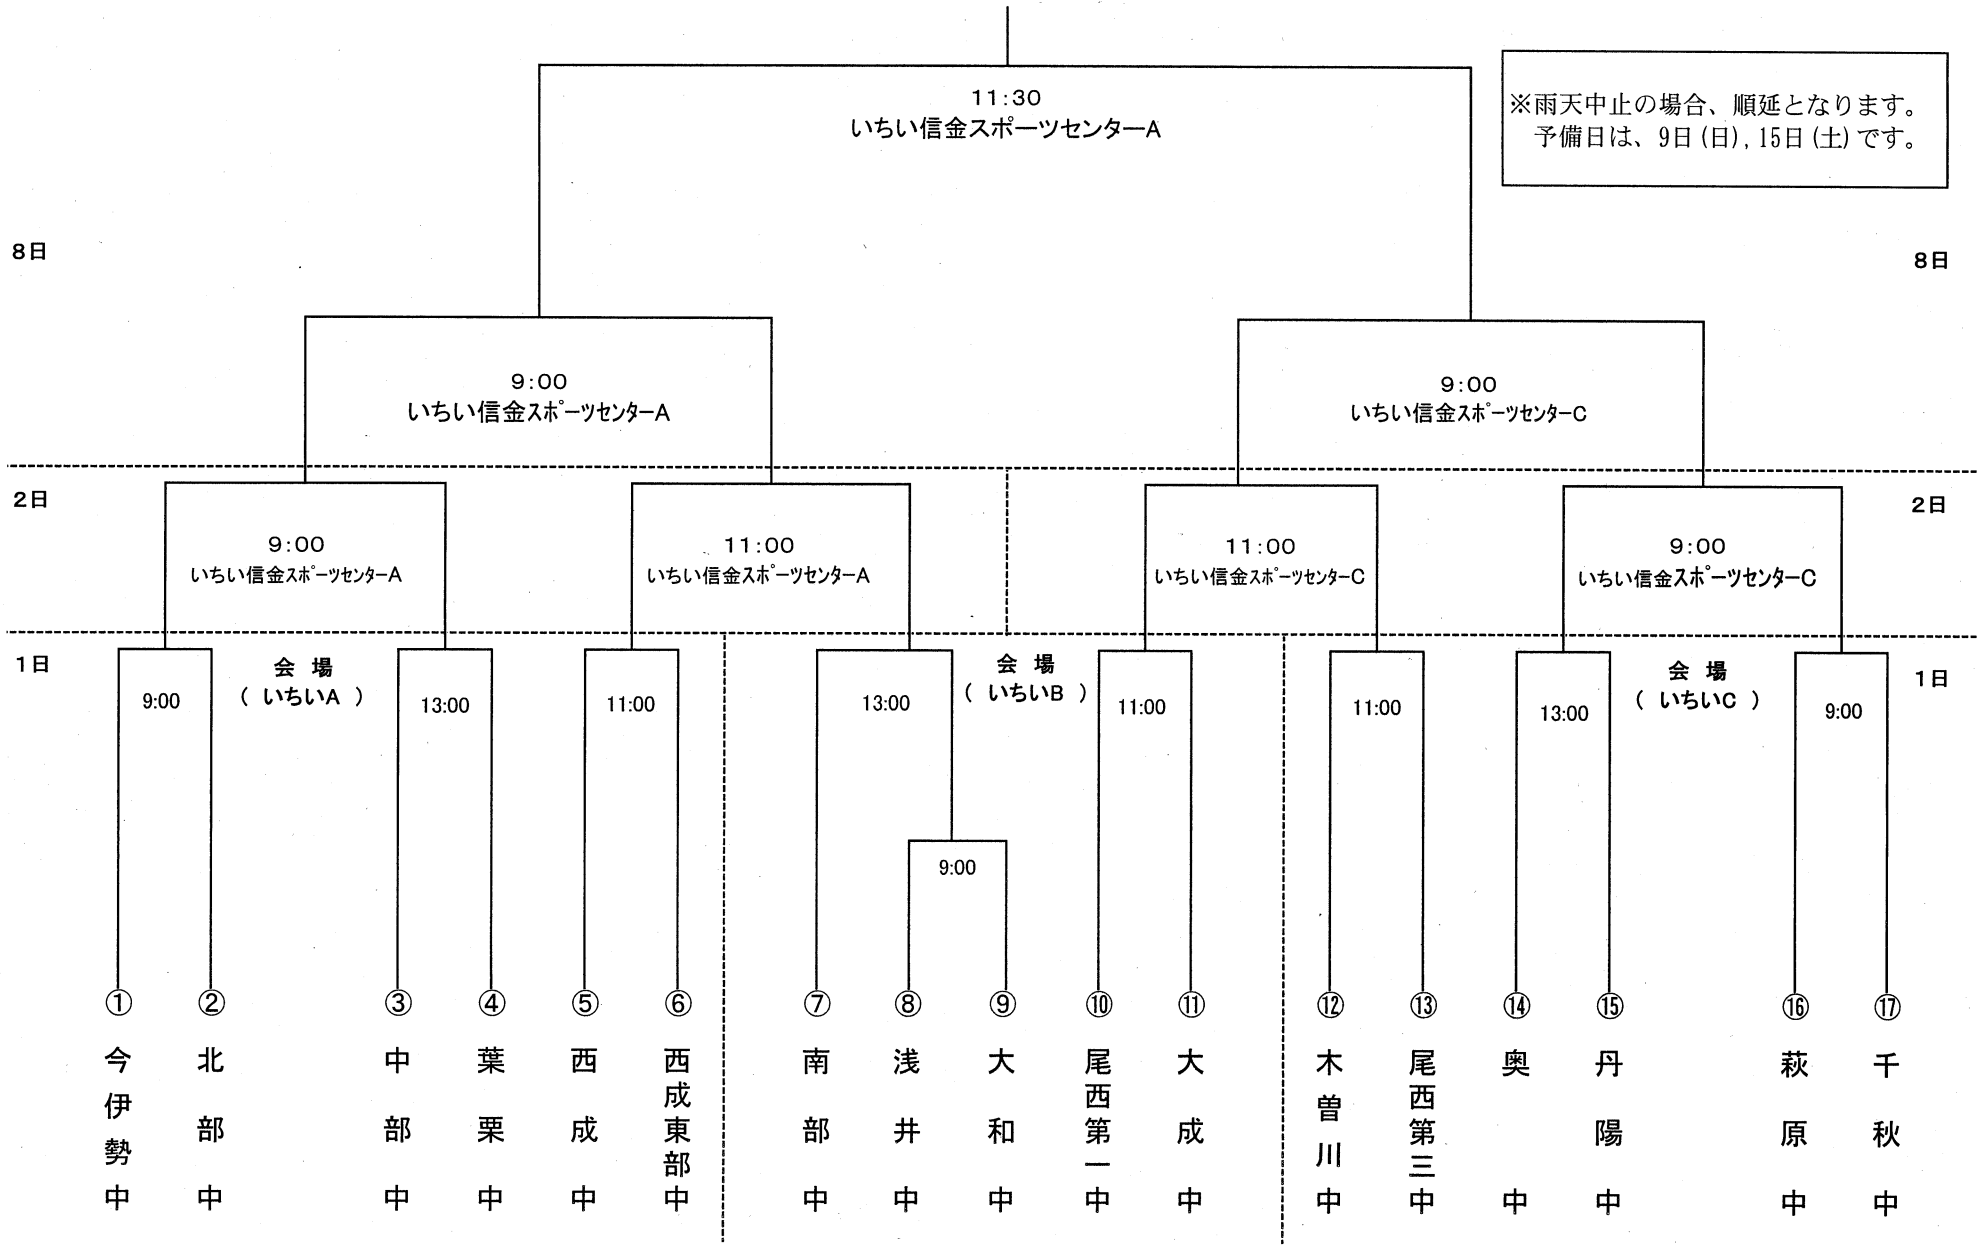 11:30
いちい信金スポーツセンターA
※雨天中止の場合、順延となります。
予備日は、9日(日),15日(土)です。
8日
8日
9:00
いちい信金スポーツセンターA
9:00
いちい信金スポーツセンターC
2日
2日
9:00
いちい信金スポーツセンターA
11:00
いちい信金スポーツセンターA
11:00
いちい信金スポーツセンターC
9:00
いちい信金スポーツセンターC
1日
1日
会場
(いちいA)
会場
(いちいB)
会場
(いちいC)
9:00
13:00
11:00
13:00
11:00
11:00
13:00
9:00
9:00
①
今伊勢中
②
北部中
③
中部中
④
葉栗中
⑤
西成中
⑥
西成東部中
⑦
南部中
⑧
浅井中
⑨
大和中
⑩
尾西第一中
⑪
大成中
⑫
木曽川中
⑬
尾西第三中
⑭
奥中
⑮
丹陽中
⑯
萩原中
⑰
千秋中